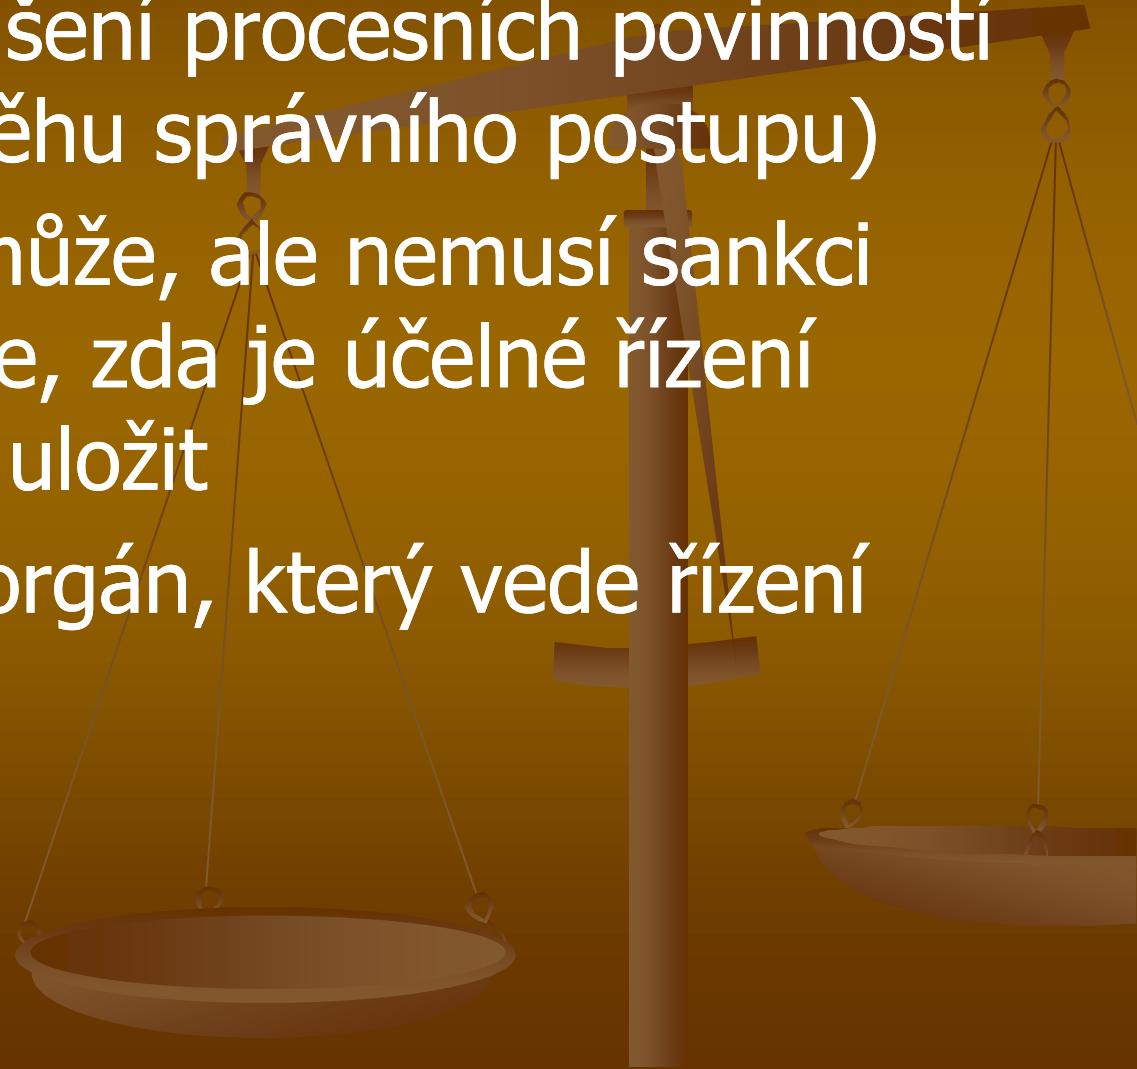 šení procesních povinností
ěhu správního postupu)
může, ale nemusí sankci
e, zda je účelné řízení
uložit
orgán, který vede řízení